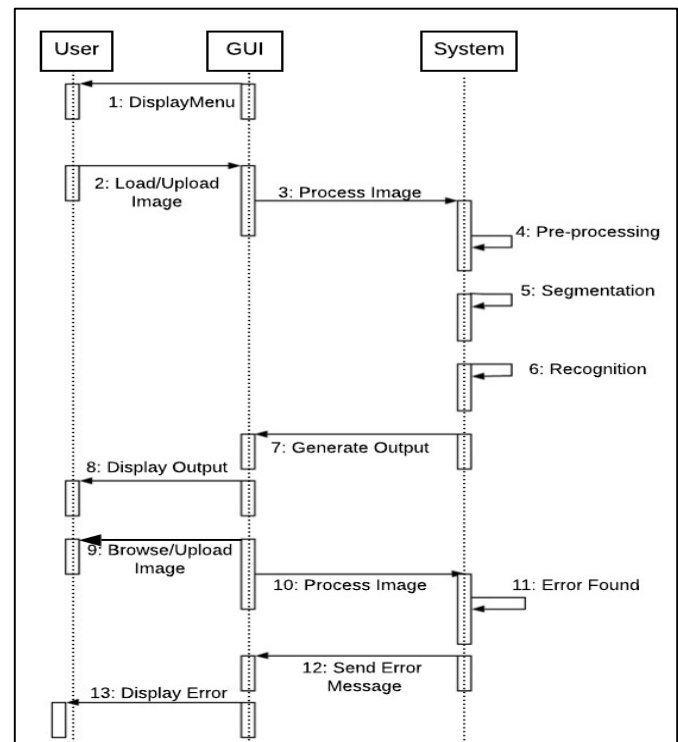 User
GUI
System
1: DisplayMenu
2: Load/Upload
Image
3: Process Image
4: Pre-processing
5: Segmentation
6: Recognition
7: Generate Output
8: Display Output
9: Browse/Upload
Image
10: Process Image
11: Error Found
12: Send Error
Message
13: Display Error